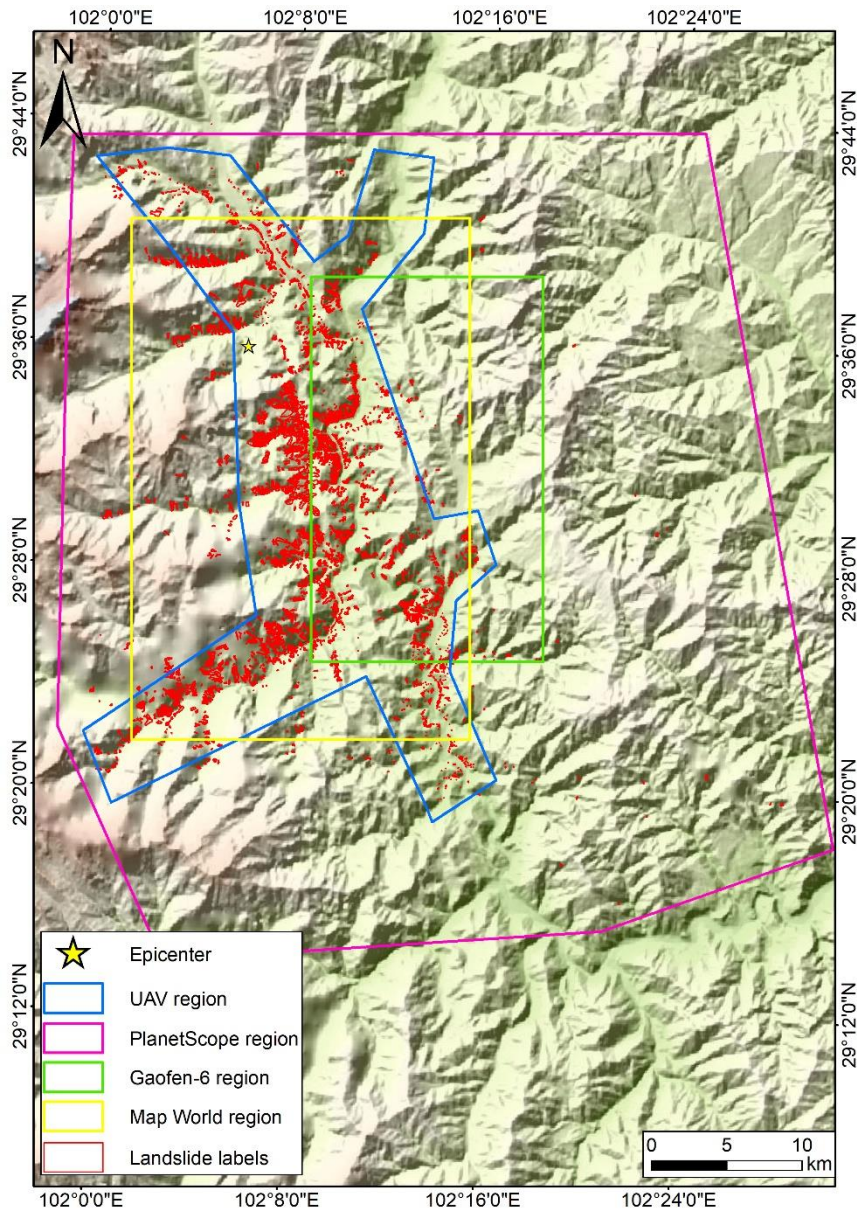 102°0'0"E 102°8'0"E 102°16'0"E 102°24'0"E
N
29°44'0"N 29°44'0"N
29°36'0"N 29°36'0"N
29°28'0"N 29°28'0"N
29°20'0"N 29°20'0"N
29°12'0"N 29°12'0"N
Epicenter
UAV region
PlanetScope region
Gaofen-6 region
Map World region
Landslide labels
0 5 10
km
102°0'0"E 102°8'0"E 102°16'0"E 102°24'0"E